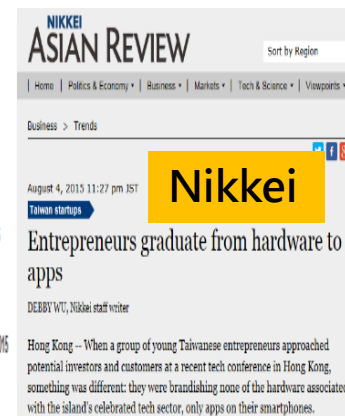 NIKKEI
ASIAN REVIEW
Sort by Region
Home | Politics & Economy | Business | Markets | Tech & Science | Viewpoints
Business > Trends
August 4, 2015 11:27 pm JST
Nikkei
Taiwan startups
Entrepreneurs graduate from hardware to
apps
DEBBY WU, Nikkei staff writer
Hong Kong -- When a group of young Taiwanese entrepreneurs approached
potential investors and customers at a recent tech conference in Hong Kong,
something was different: they were brandishing none of the hardware associated
with the island's celebrated tech sector, only apps on their smartphones.